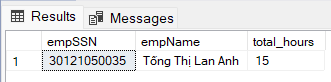 Results Messages
empSSN empName total_hours
1 30121050035 Tống Thị Lan Anh 15